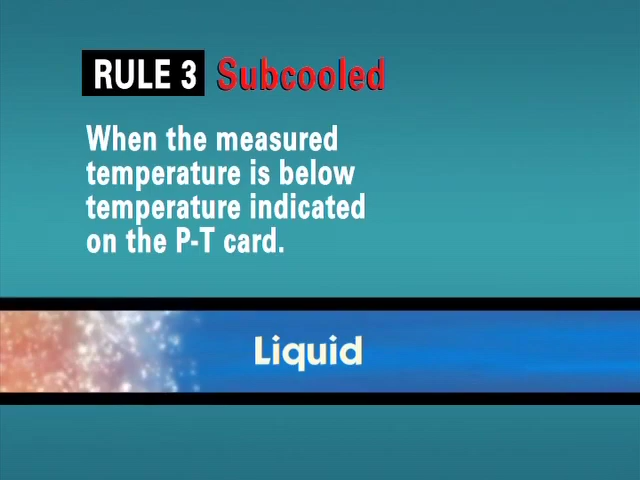 RULE 3 Subcooled
When the measured
temperature is below
temperature indicated
on the P-T card.
Liquid